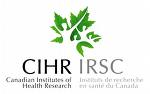 CIHR IRSC
Canadian Institutes of Health Research
Instituts de recherche en santé du Canada